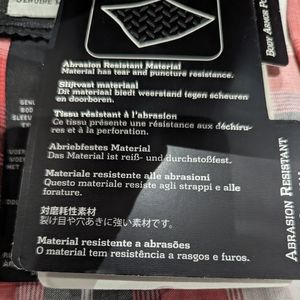 GENUINE
BODY ARMOR PO
Abrasion Resistant Material
Material has tear and puncture resistance.
Slijtvast materiaal
Dit materiaal biedt weerstand tegen scheuren
en doorboren.
Tissu résistant à l'abrasion
Ce tissu présente une résistance aux déchiru-
res et à la perforation.
Abriebfestes Material
Das Material ist reiß- und durchstoßfest.
Materiale resistente alle abrasioni
Questo materiale resiste agli strappi e alle
forature.
対磨耗性素材
裂け目や穴あきに強い素材です。
Material resistente a abrasões
O material tem resistência a rasgos e furos.
ABRASION RESISTANT